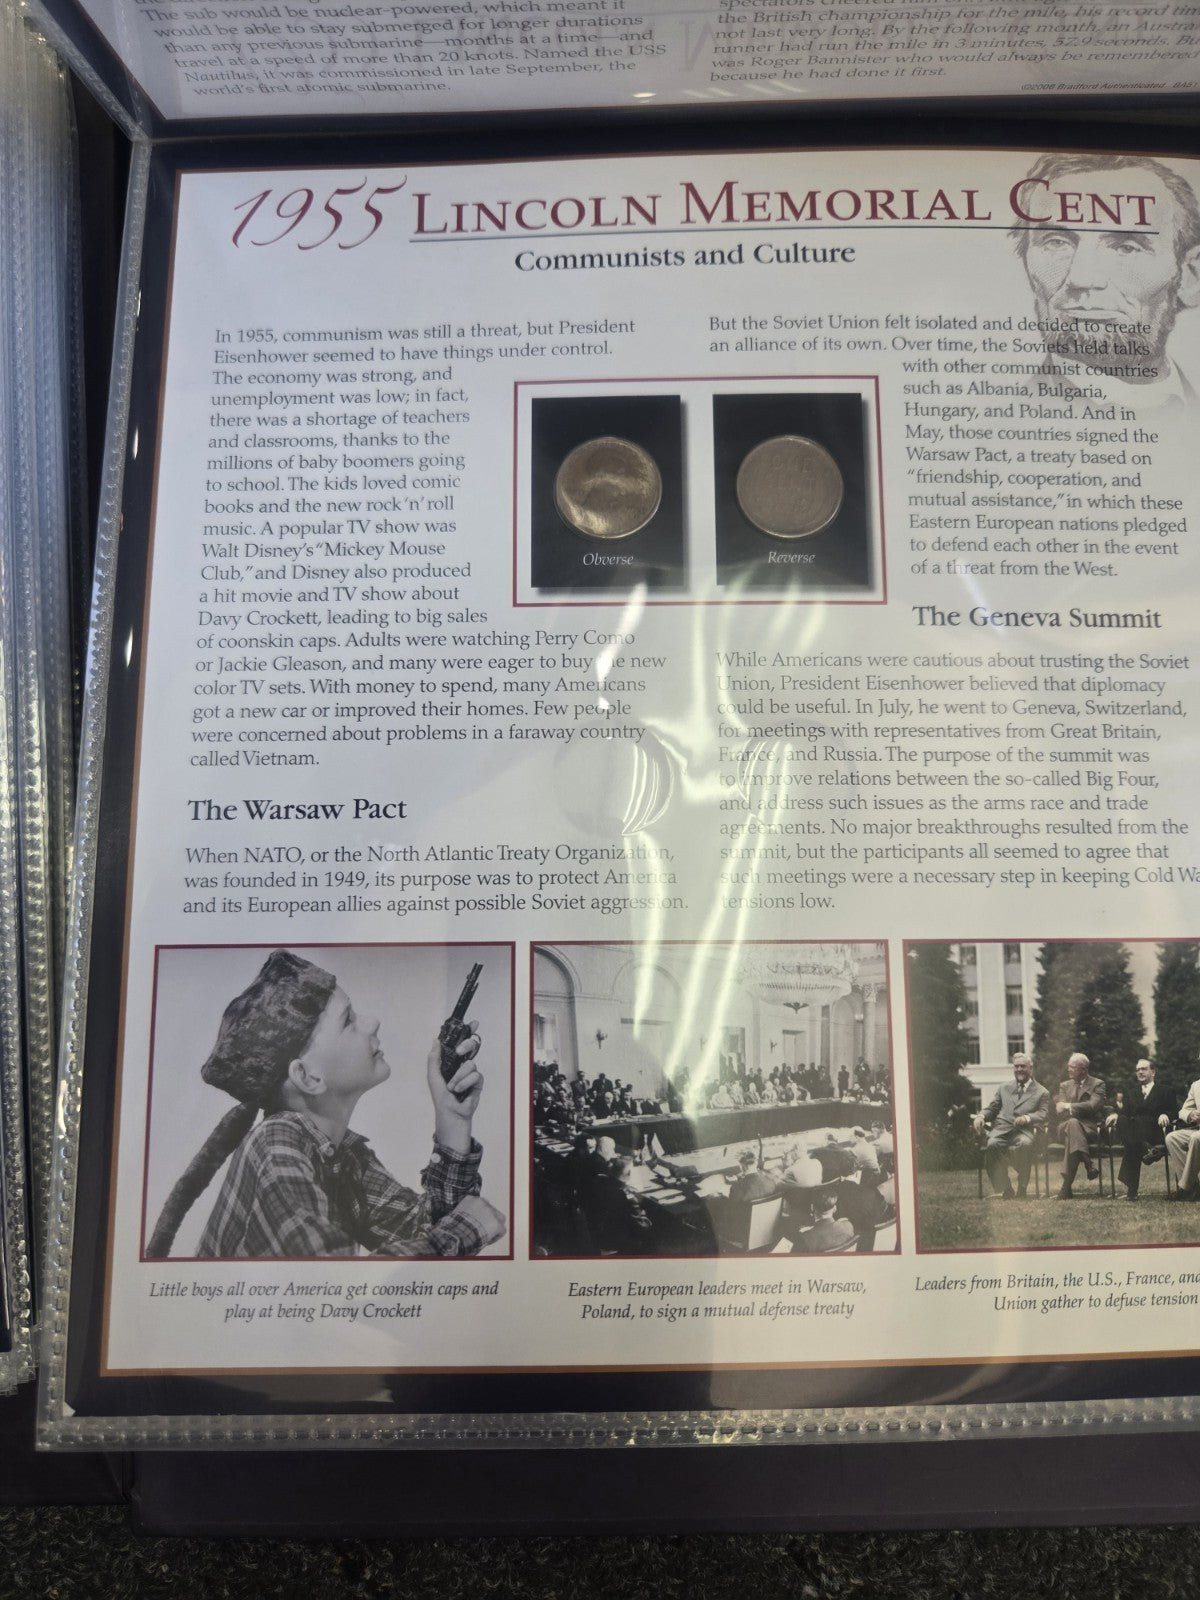 The sub would be nuclear-powered, which meant it
would be able to stay submerged for longer durations
than any previous submarine—months at a time—and
travel at a speed of more than 20 knots. Named the USS
Nautilus, it was commissioned in late September, the
world's first atomic submarine.
the British championship for the mile, his record tim
not last very long. By the following month, an Austra
runner had run the mile in 3 minutes, 57.9 seconds. Bu
was Roger Bannister who would always be remembered
because he had done it first.
©2006 Bradford Authenticated
1955 LINCOLN MEMORIAL CENT
Communists and Culture
In 1955, communism was still a threat, but President
Eisenhower seemed to have things under control.
The economy was strong, and
unemployment was low; in fact,
there was a shortage of teachers
and classrooms, thanks to the
millions of baby boomers going
to school. The kids loved comic
books and the new rock 'n' roll
music. A popular TV show was
Walt Disney's "Mickey Mouse
Club," and Disney also produced
a hit movie and TV show about
Davy Crockett, leading to big sales
of coonskin caps. Adults were watching Perry Como
or Jackie Gleason, and many were eager to buy the new
color TV sets. With money to spend, many Americans
got a new car or improved their homes. Few people
were concerned about problems in a faraway country
called Vietnam.
The Warsaw Pact
When NATO, or the North Atlantic Treaty Organization,
was founded in 1949, its purpose was to protect America
and its European allies against possible Soviet aggression.
Obverse
ONE
Reverse
But the Soviet Union felt isolated and decided to create
an alliance of its own. Over time, the Soviets held talks
with other communist countries
such as Albania, Bulgaria,
Hungary, and Poland. And in
May, those countries signed the
Warsaw Pact, a treaty based on
"friendship, cooperation, and
mutual assistance," in which these
Eastern European nations pledged
to defend each other in the event
of a threat from the West.
The Geneva Summit
While Americans were cautious about trusting the Soviet
Union, President Eisenhower believed that diplomacy
could be useful. In July, he went to Geneva, Switzerland,
for meetings with representatives from Great Britain,
France, and Russia. The purpose of the summit was
to improve relations between the so-called Big Four,
and address such issues as the arms race and trade
agreements. No major breakthroughs resulted from the
summit, but the participants all seemed to agree that
such meetings were a necessary step in keeping Cold Wa
tensions low.
Little boys all over America get coonskin caps and
play at being Davy Crockett
Eastern European leaders meet in Warsaw,
Poland, to sign a mutual defense treaty
Leaders from Britain, the U.S., France, and
Union gather to defuse tension